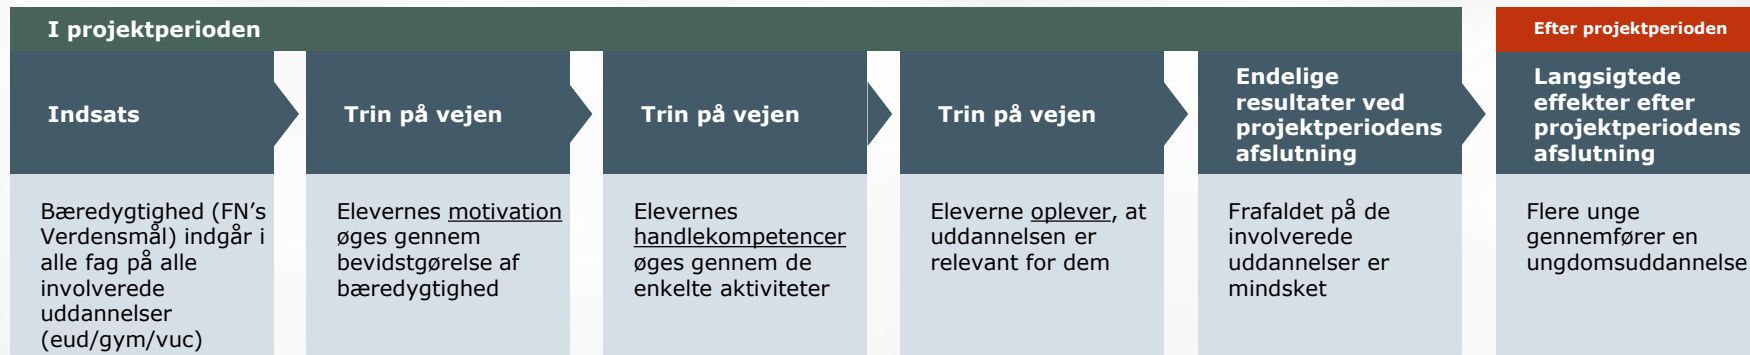 I projektperioden
Efter projektperioden
Indsats
Trin på vejen
Trin på vejen
Trin på vejen
Endelige
resultater ved
projektperiodens
afslutning
Langsigtede
effekter efter
projektperiodens
afslutning
Bæredygtighed (FN's
Verdensmål) indgår i
alle fag på alle
involverede
uddannelser
(eud/gym/vuc)
Elevernes motivation
øges gennem
bevidstgørelse af
bæredygtighed
Elevernes
handlekompetencer
øges gennem de
enkelte aktiviteter
Eleverne oplever, at
uddannelsen er
relevant for dem
Frafaldet på de
involverede
uddannelser er
mindsket
Flere unge
gennemfører en
ungdomsuddannelse